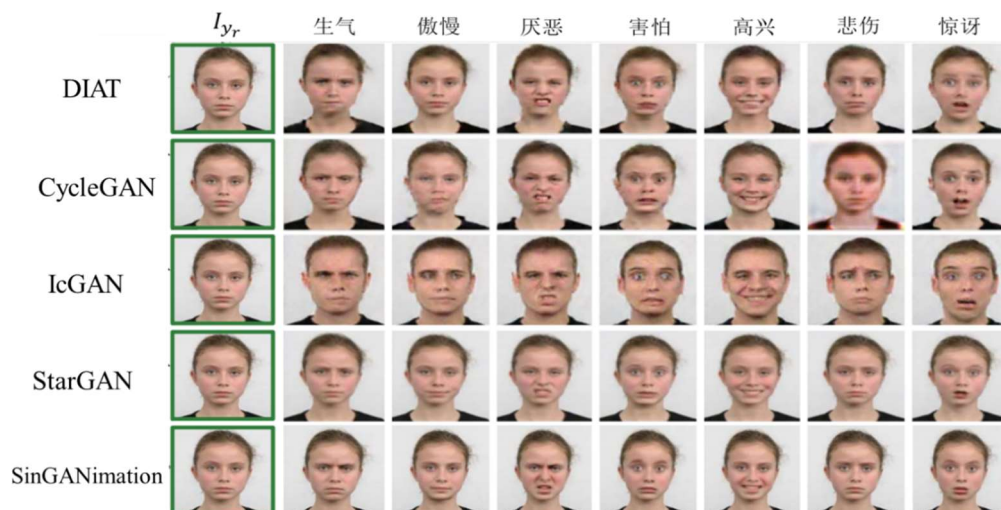 I_{y_r} 生气 傲慢 厌恶 害怕 高兴 悲伤 惊讶
DIAT
CycleGAN
IcGAN
StarGAN
SinGANimation